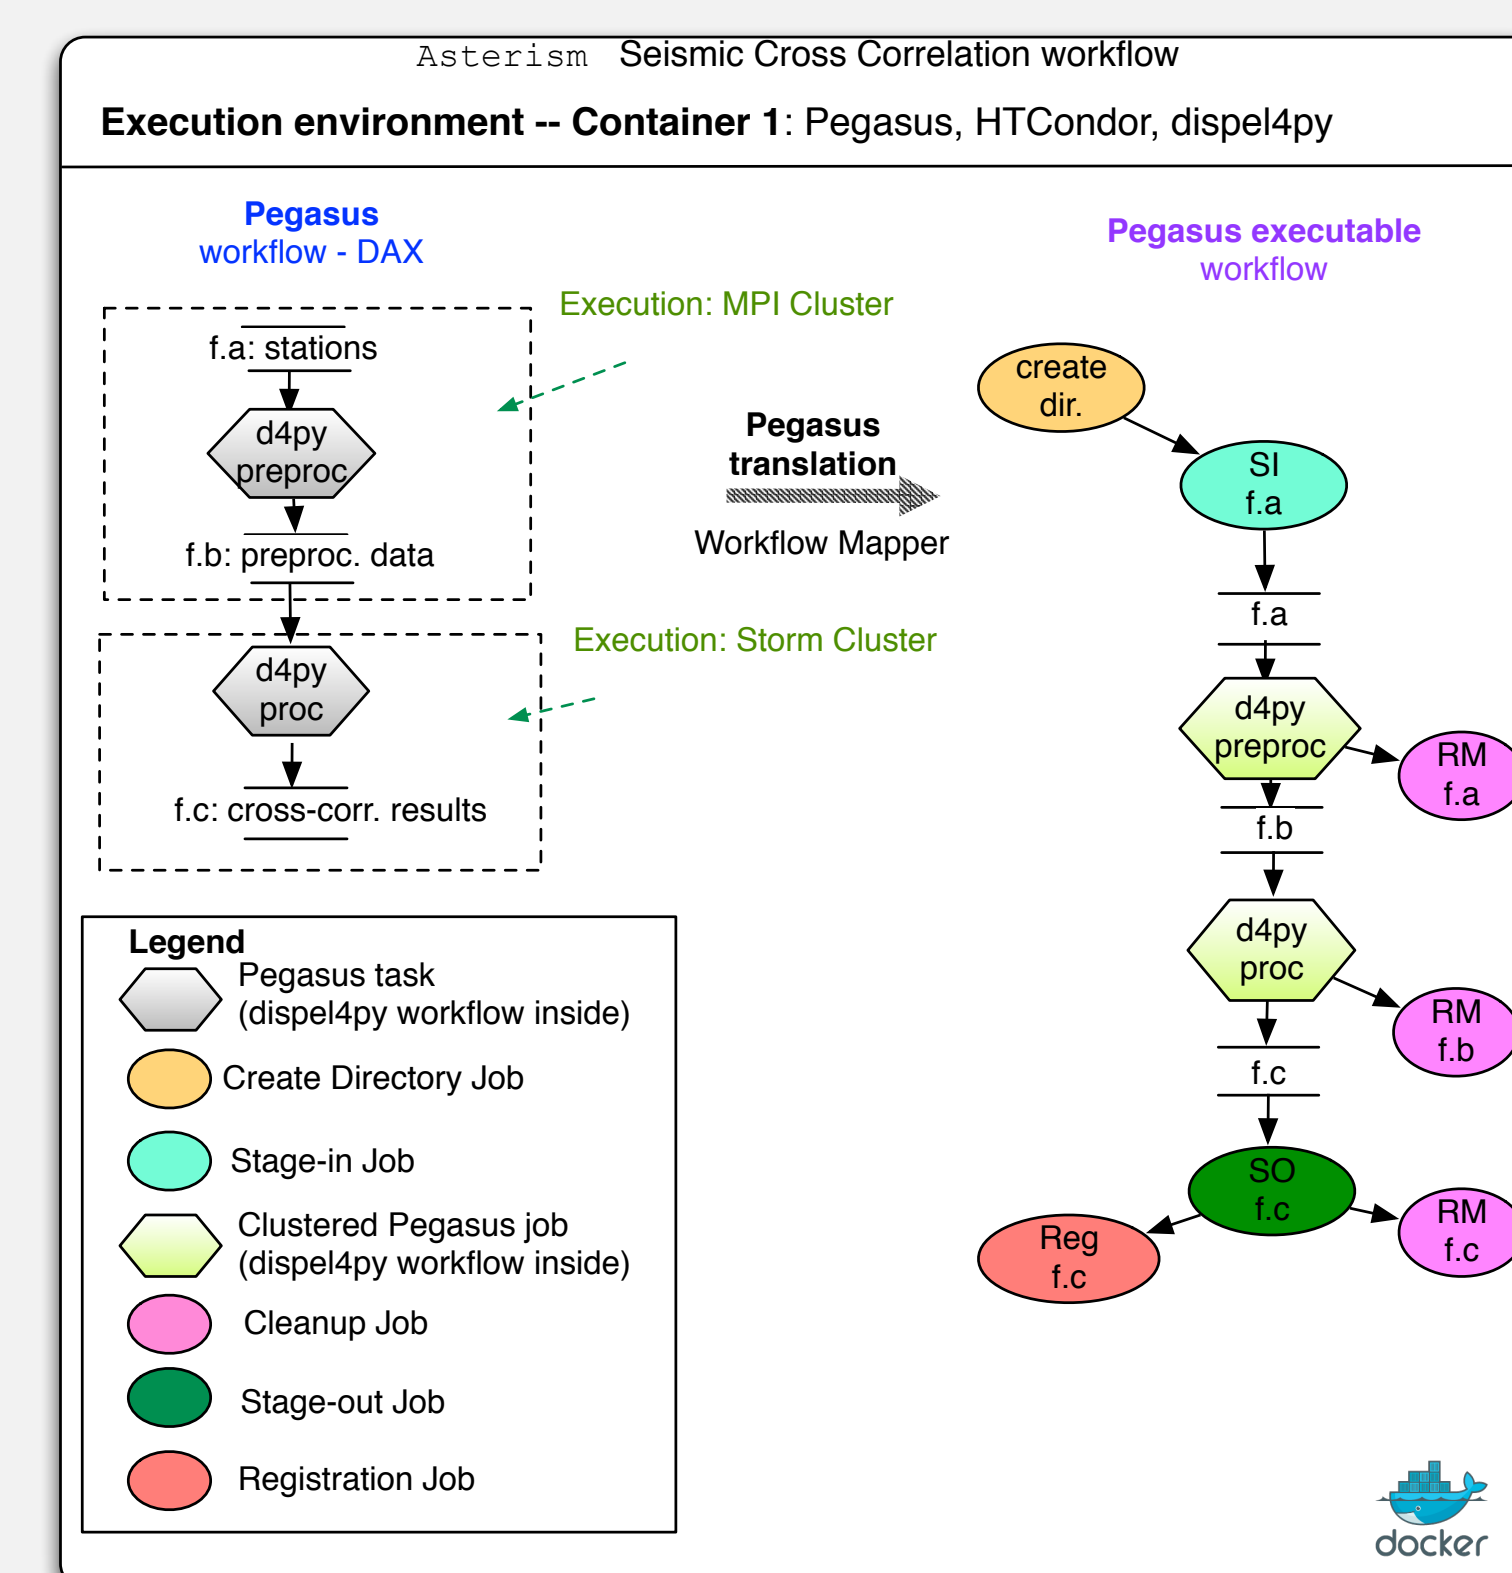 Asterism Seismic Cross Correlation workflow
Execution environment -- Container 1: Pegasus, HTCondor, dispel4py
Pegasus
workflow - DAX
Execution: MPI Cluster
f.a: stations
d4py
preproc
f.b: preproc. data
Execution: Storm Cluster
d4py
proc
f.c: cross-corr. results
Pegasus
translation
Workflow Mapper
Pegasus executable
workflow
create
dir.
SI
f.a
f.a
d4py
preproc
RM
f.a
f.b
d4py
proc
RM
f.b
f.c
SO
f.c
Reg
f.c
RM
f.c
Legend
Pegasus task
(dispel4py workflow inside)
Create Directory Job
Stage-in Job
Clustered Pegasus job
(dispel4py workflow inside)
Cleanup Job
Stage-out Job
Registration Job
docker